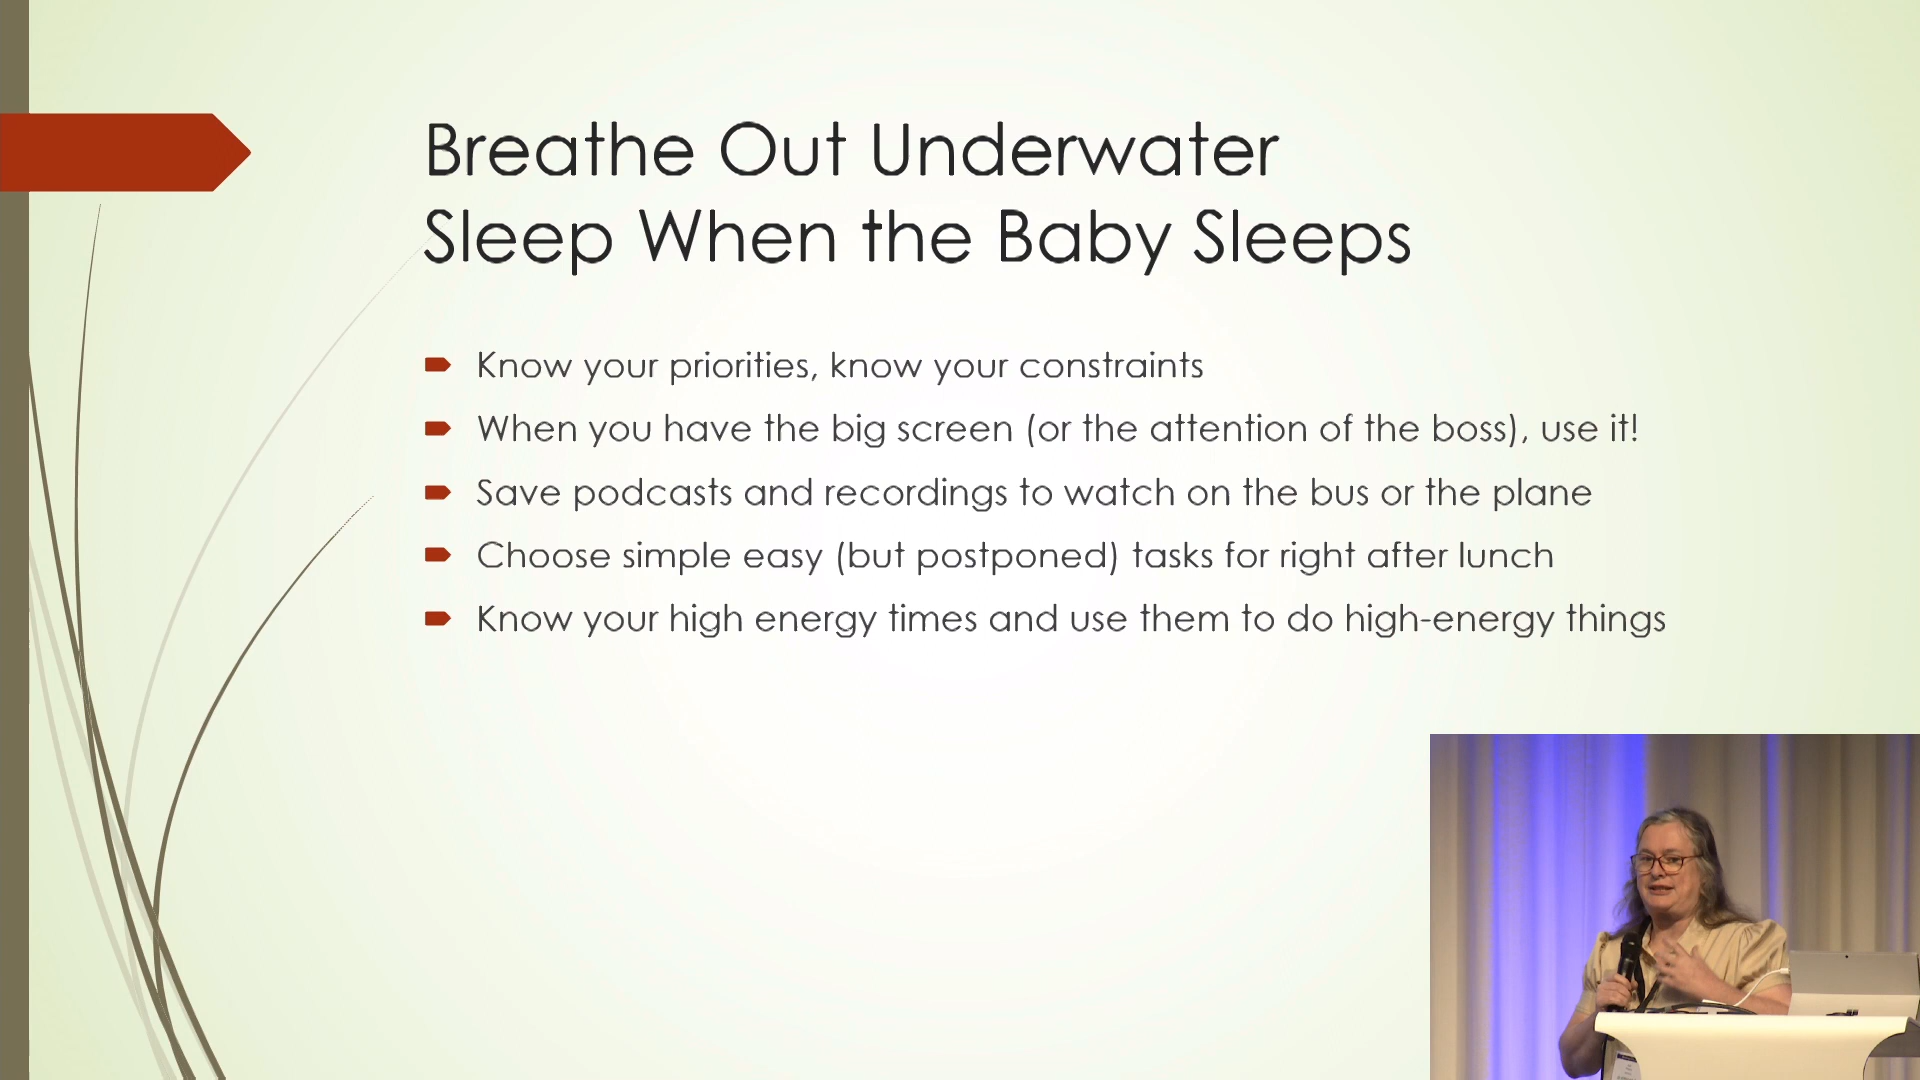 Breathe Out Underwater
Sleep When the Baby Sleeps
Know your priorities, know your constraints
When you have the big screen (or the attention of the boss), use it!
Save podcasts and recordings to watch on the bus or the plane
Choose simple easy (but postponed) tasks for right after lunch
Know your high energy times and use them to do high-energy things